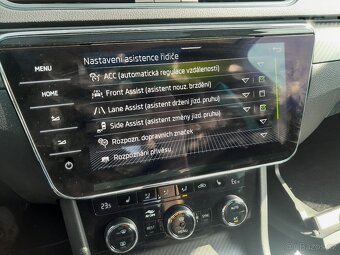 Nastavení asistence řidiče
MENU
ACC (automatická regulace vzdálenosti)
Front Assist (asistent nouz. brzdění)
HOME
Lane Assist (asistent držení jízd. pruhu)
Side Assist (asistent změny jízd. pruhu)
Rozpozn. dopravních značek
Rozpoznání přívěsu
23